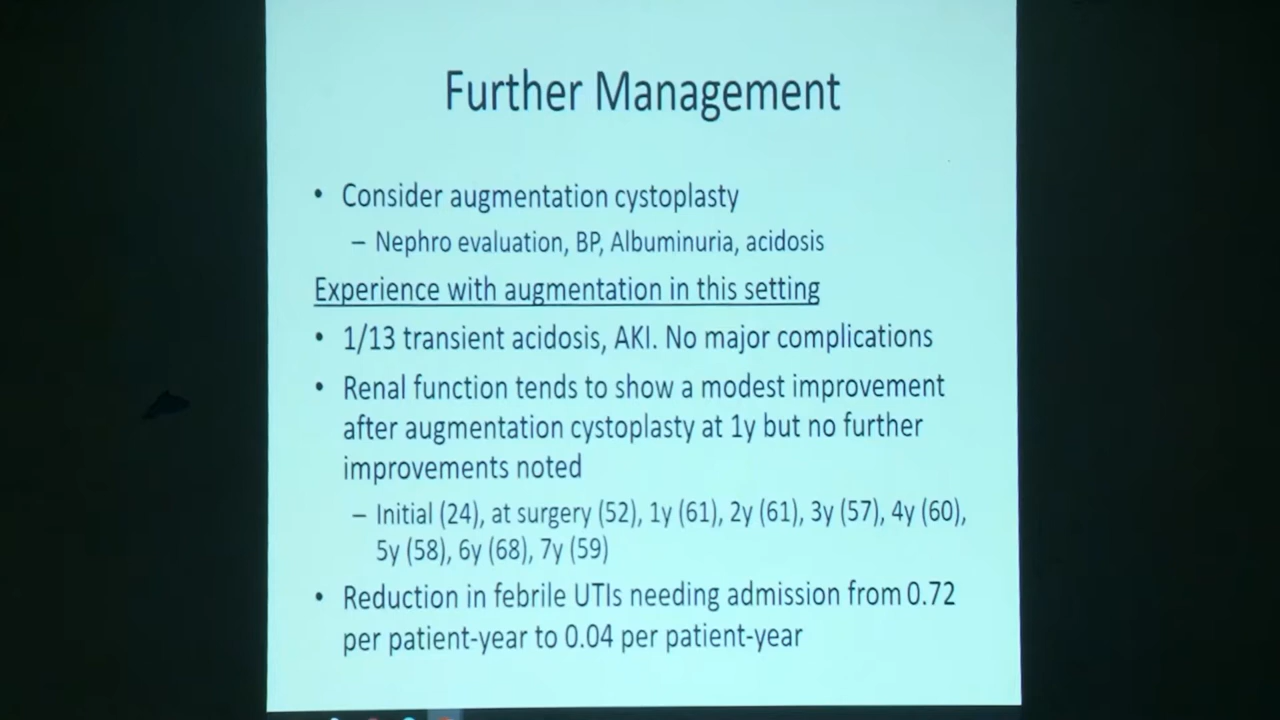 Further Management
• Consider augmentation cystoplasty
– Nephro evaluation, BP, Albuminuria, acidosis
Experience with augmentation in this setting
• 1/13 transient acidosis, AKI. No major complications
• Renal function tends to show a modest improvement
after augmentation cystoplasty at 1y but no further
improvements noted
– Initial (24), at surgery (52), 1y (61), 2y (61), 3y (57), 4y (60),
5y (58), 6y (68), 7y (59)
• Reduction in febrile UTIs needing admission from 0.72
per patient-year to 0.04 per patient-year